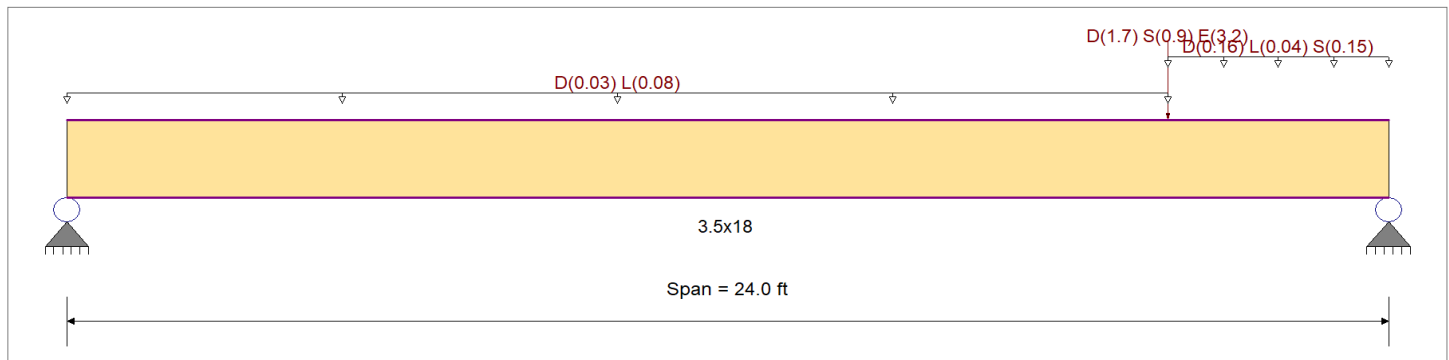 D(1.7) S(0.9) E(3.2)
D(0.16) L(0.04) S(0.15)
D(0.03) L(0.08)
3.5x18
Span = 24.0 ft